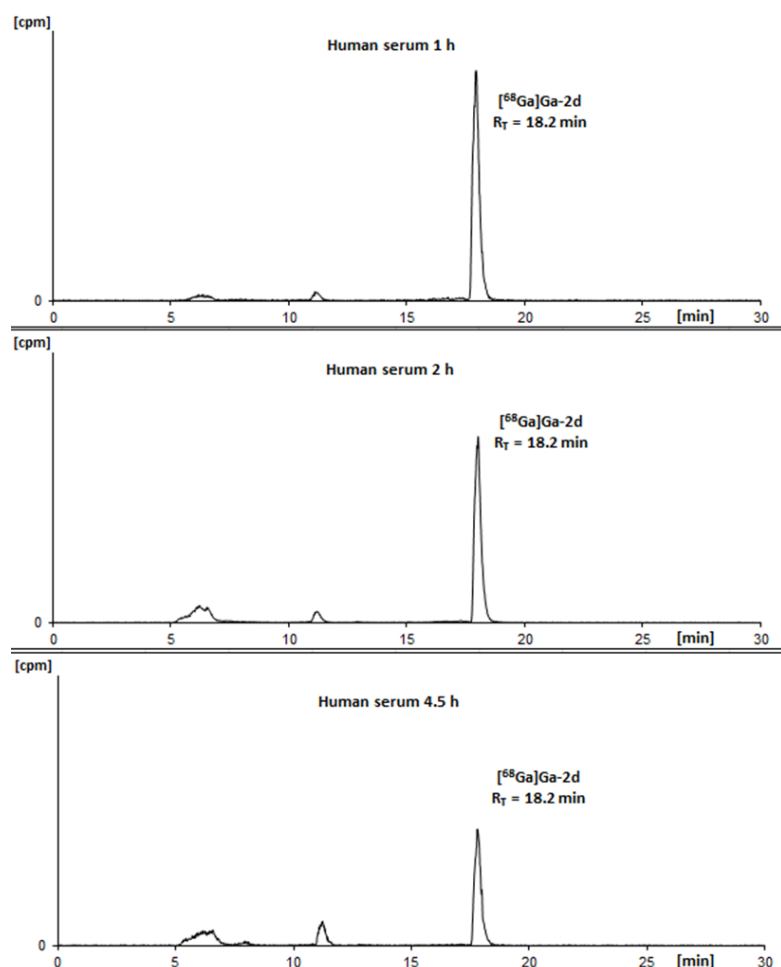 [cpm]
Human serum 1 h
[⁶⁸Ga]Ga-2d
R_T = 18.2 min
0
0 5 10 15 20 25 [min] 30
[cpm]
Human serum 2 h
[⁶⁸Ga]Ga-2d
R_T = 18.2 min
0
0 5 10 15 20 25 [min] 30
[cpm]
Human serum 4.5 h
[⁶⁸Ga]Ga-2d
R_T = 18.2 min
0
0 5 10 15 20 25 [min] 30